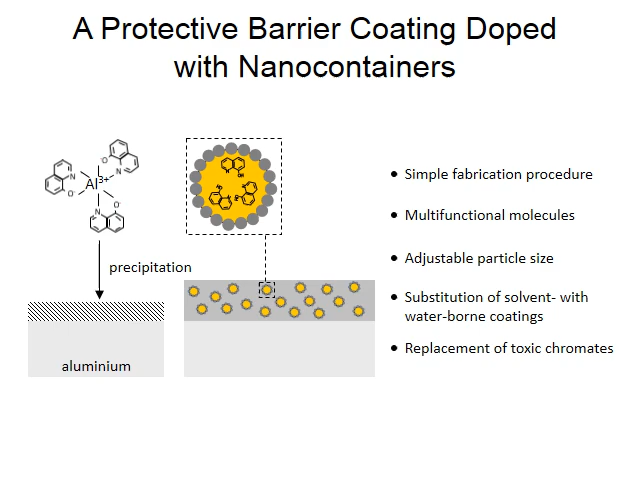 A Protective Barrier Coating Doped
with Nanocontainers
O⁻
N
N
Al³⁺
O⁻
O⁻
N
precipitation
aluminium
• Simple fabrication procedure
• Multifunctional molecules
• Adjustable particle size
• Substitution of solvent- with
water-borne coatings
• Replacement of toxic chromates